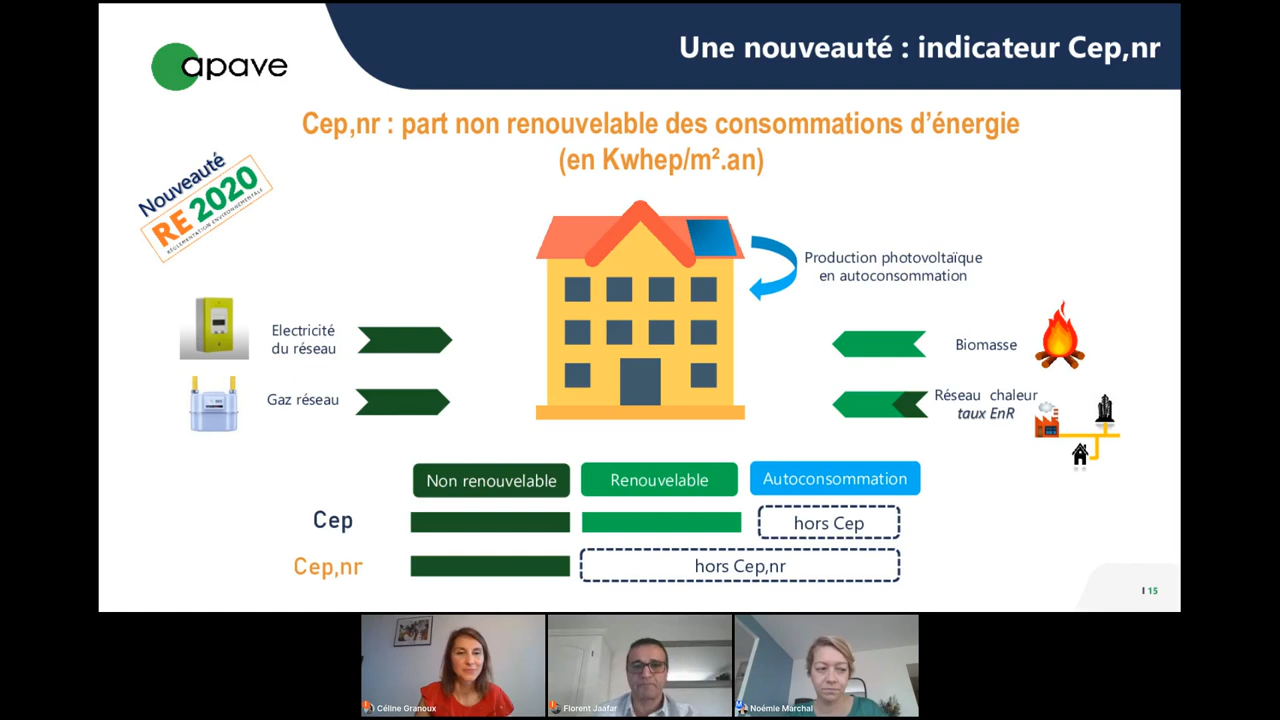 apave
Une nouveauté : indicateur Cep,nr
Cep,nr : part non renouvelable des consommations d’énergie
(en Kwhep/m².an)
Nouveauté
RE 2020
RÉGLEMENTATION ENVIRONNEMENTALE
Production photovoltaïque
en autoconsommation
Electricité
du réseau
Biomasse
Gaz réseau
Réseau chaleur
taux EnR
Non renouvelable
Renouvelable
Autoconsommation
Cep
hors Cep
Cep,nr
hors Cep,nr
I 15
Céline Granoux
Florent Jaafar
Noémie Marchal